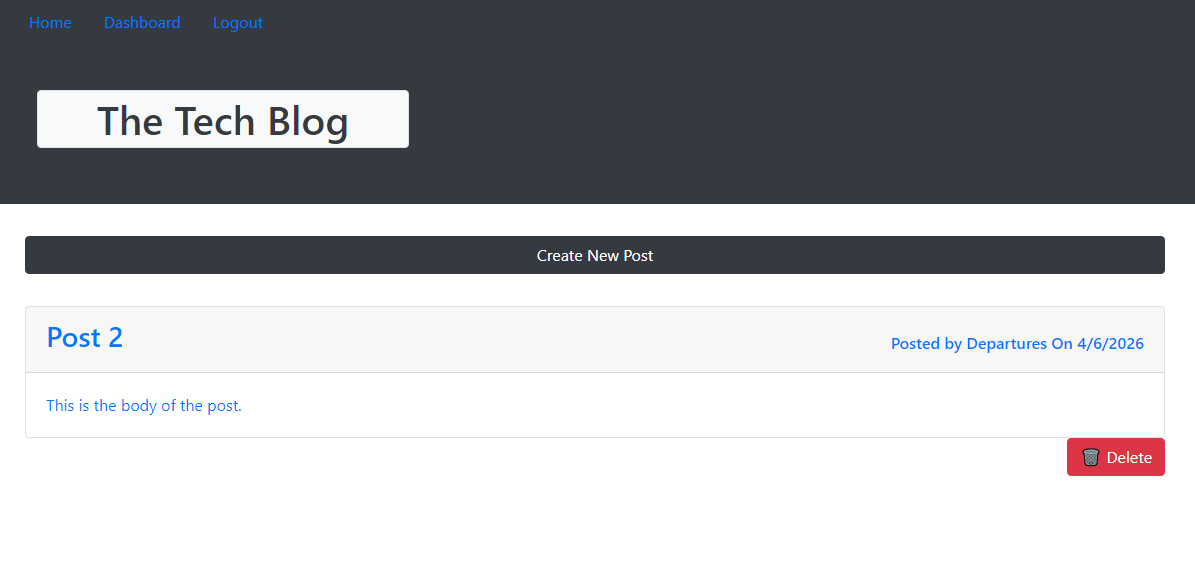 Home Dashboard Logout
The Tech Blog
Create New Post
Post 2
Posted by Departures On 4/6/2026
This is the body of the post.
Delete